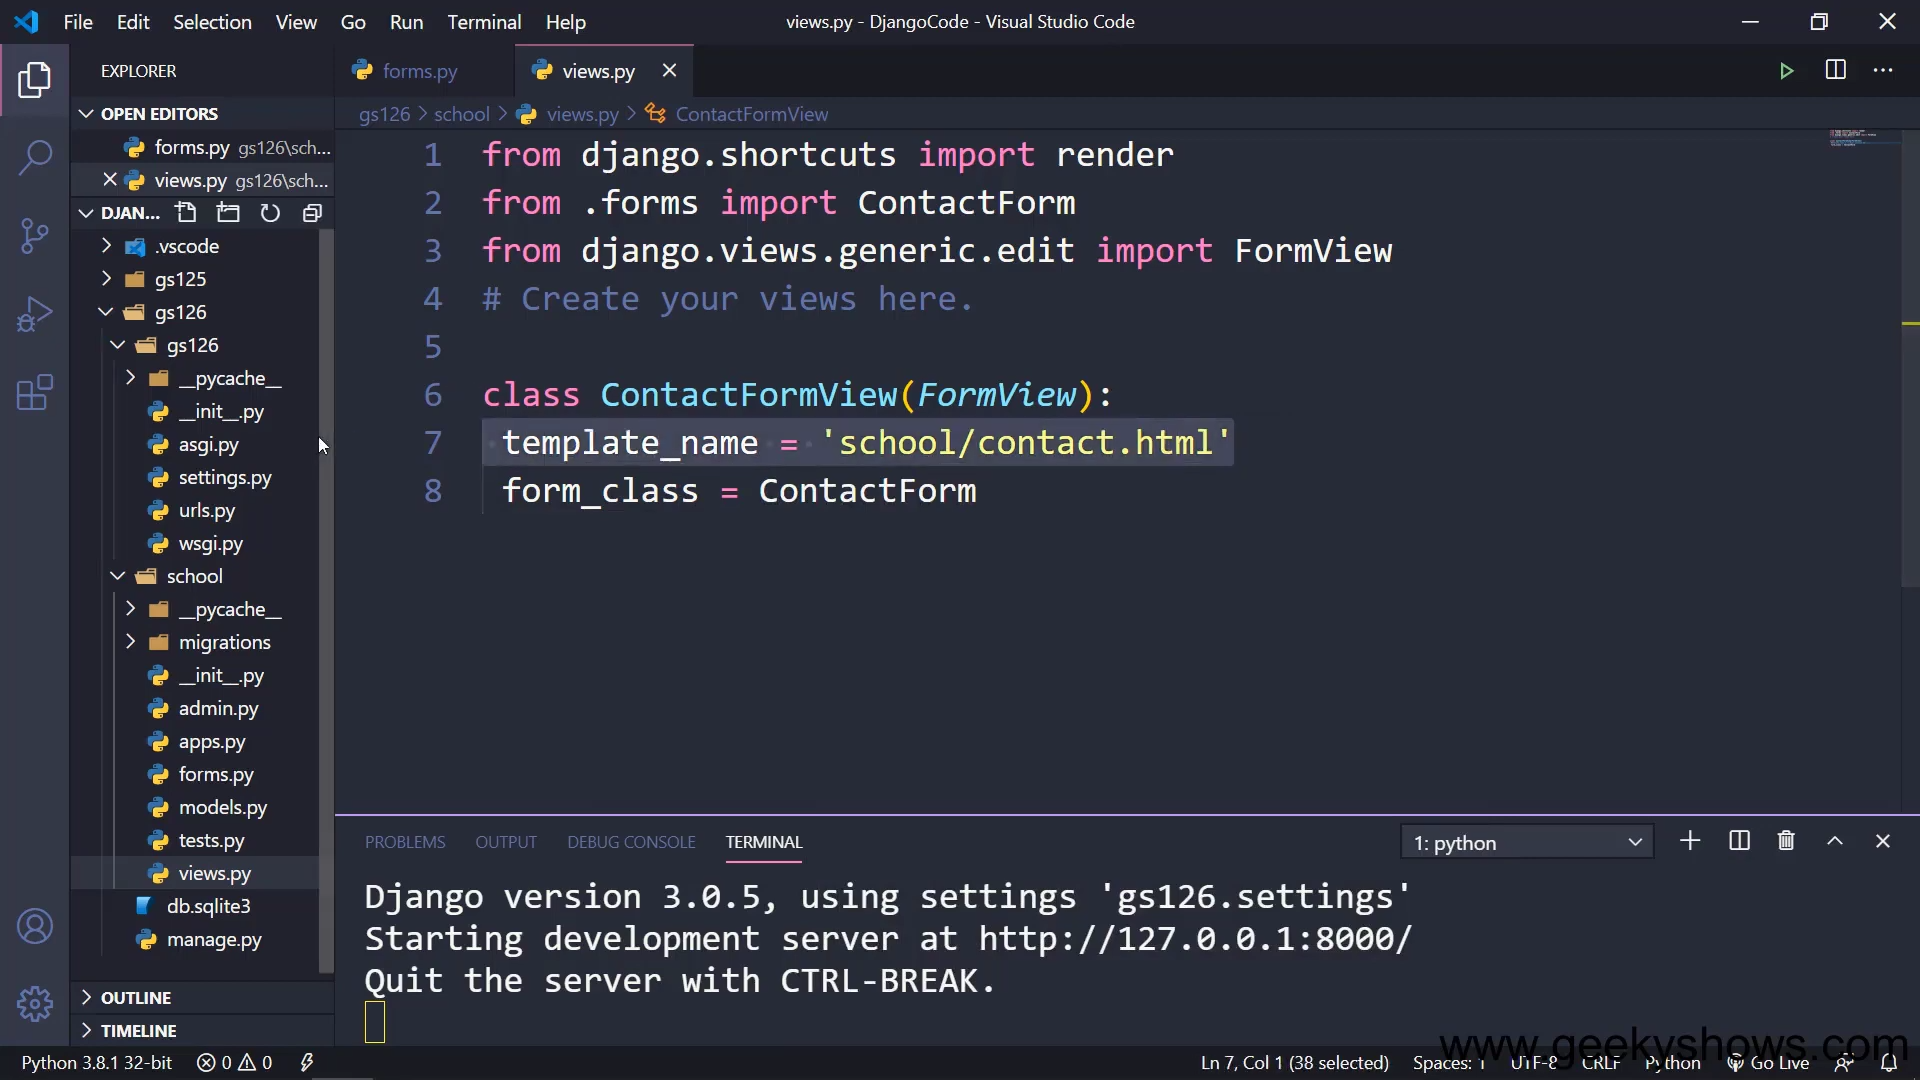 File Edit Selection View Go Run Terminal Help
views.py - DjangoCode - Visual Studio Code
EXPLORER
OPEN EDITORS
forms.py gs126\sch...
views.py gs126\sch...
DJAN...
.vscode
gs125
gs126
gs126
__pycache__
__init__.py
asgi.py
settings.py
urls.py
wsgi.py
school
__pycache__
migrations
__init__.py
admin.py
apps.py
forms.py
models.py
tests.py
views.py
db.sqlite3
manage.py
OUTLINE
TIMELINE
forms.py
views.py
gs126 > school > views.py > ContactFormView
1 from django.shortcuts import render
2 from .forms import ContactForm
3 from django.views.generic.edit import FormView
4 # Create your views here.
5
6 class ContactFormView(FormView):
7 template_name = 'school/contact.html'
8 form_class = ContactForm
PROBLEMS OUTPUT DEBUG CONSOLE TERMINAL
1: python
Django version 3.0.5, using settings 'gs126.settings'
Starting development server at http://127.0.0.1:8000/
Quit the server with CTRL-BREAK.
www.geekyshows.com
Python 3.8.1 32-bit 0 0
Ln 7, Col 1 (38 selected) Spaces: 1 UTF-8 CRLF Python Go Live